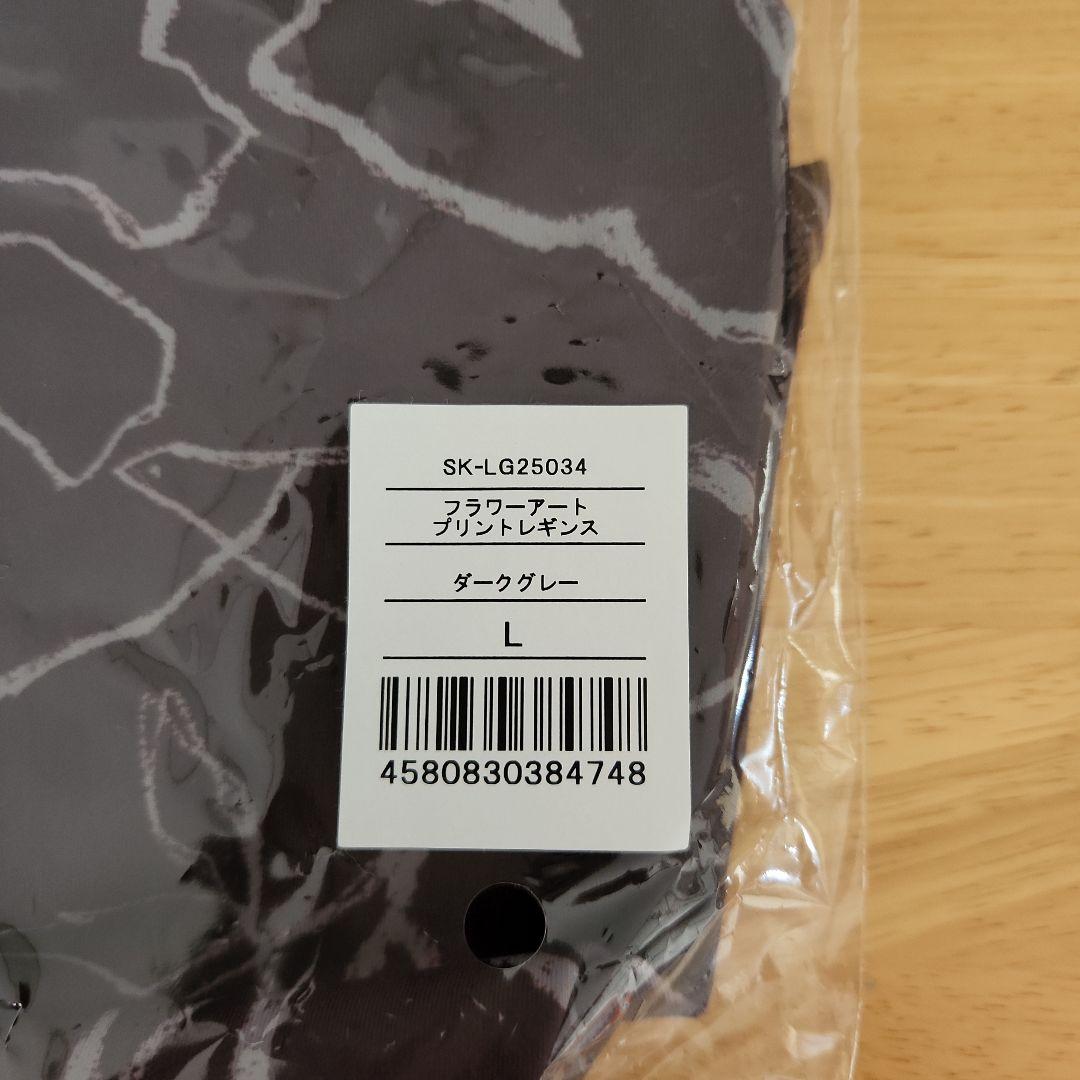 SK-LG25034
フラワーアート
プリントレギンス
ダークグレー
L
4580830384748